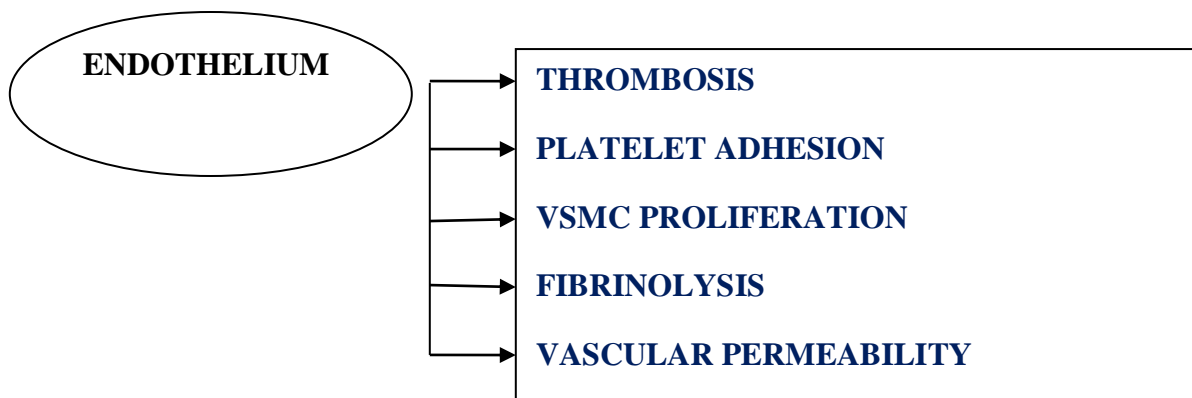 ENDOTHELIUM
THROMBOSIS
PLATELET ADHESION
VSMC PROLIFERATION
FIBRINOLYSIS
VASCULAR PERMEABILITY